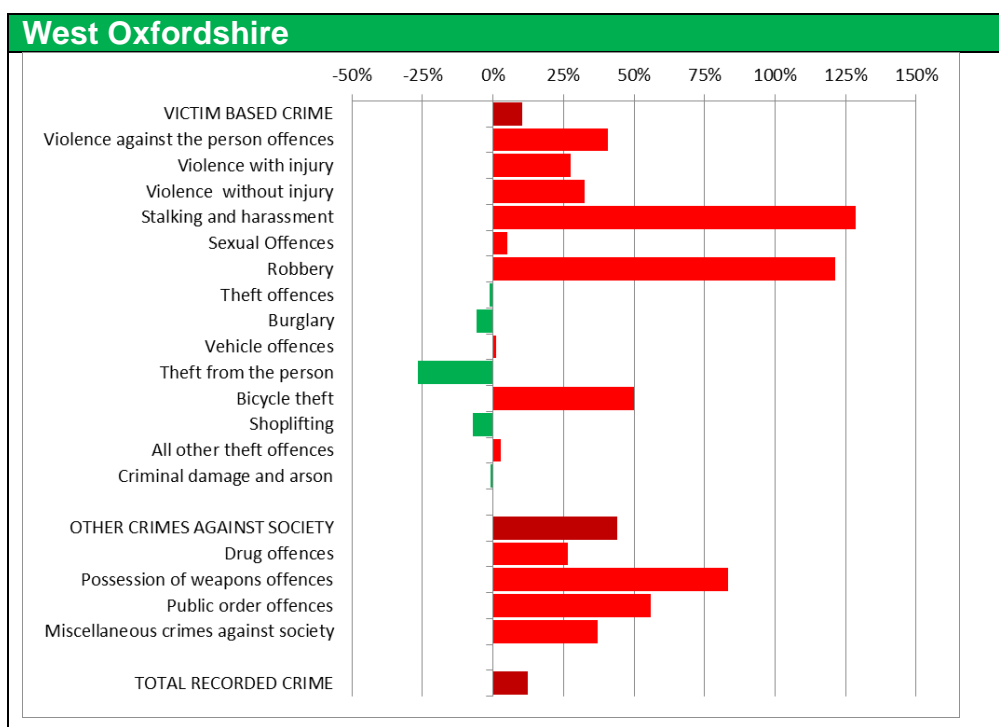 West Oxfordshire
-50% -25% 0% 25% 50% 75% 100% 125% 150%
VICTIM BASED CRIME
Violence against the person offences
Violence with injury
Violence  without injury
Stalking and harassment
Sexual Offences
Robbery
Theft offences
Burglary
Vehicle offences
Theft from the person
Bicycle theft
Shoplifting
All other theft offences
Criminal damage and arson
OTHER CRIMES AGAINST SOCIETY
Drug offences
Possession of weapons offences
Public order offences
Miscellaneous crimes against society
TOTAL RECORDED CRIME